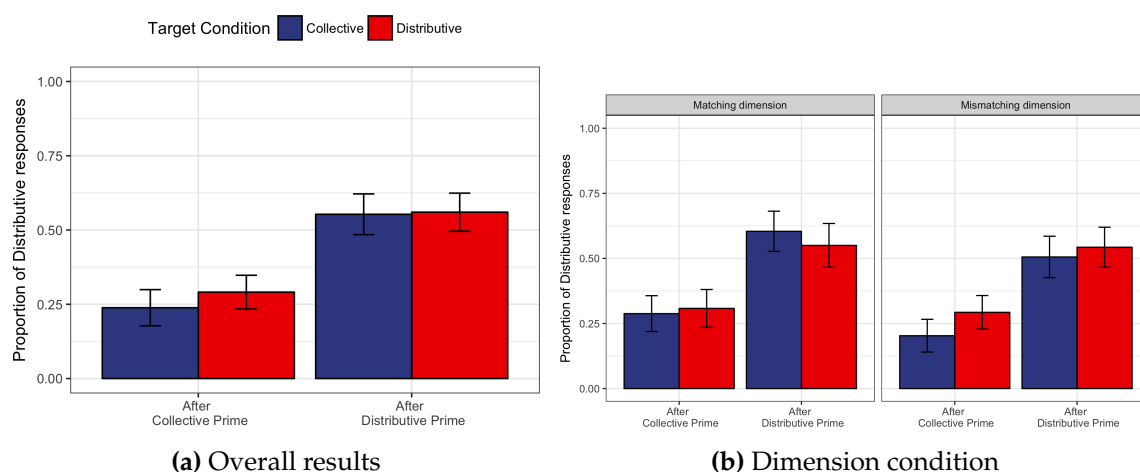 Target Condition Collective Distributive
Proportion of Distributive responses
1.00
0.75
0.50
0.25
0.00
After
Collective Prime
After
Distributive Prime
(a) Overall results
Matching dimension
Mismatching dimension
Proportion of Distributive responses
1.00
0.75
0.50
0.25
0.00
After
Collective Prime
After
Distributive Prime
After
Collective Prime
After
Distributive Prime
(b) Dimension condition